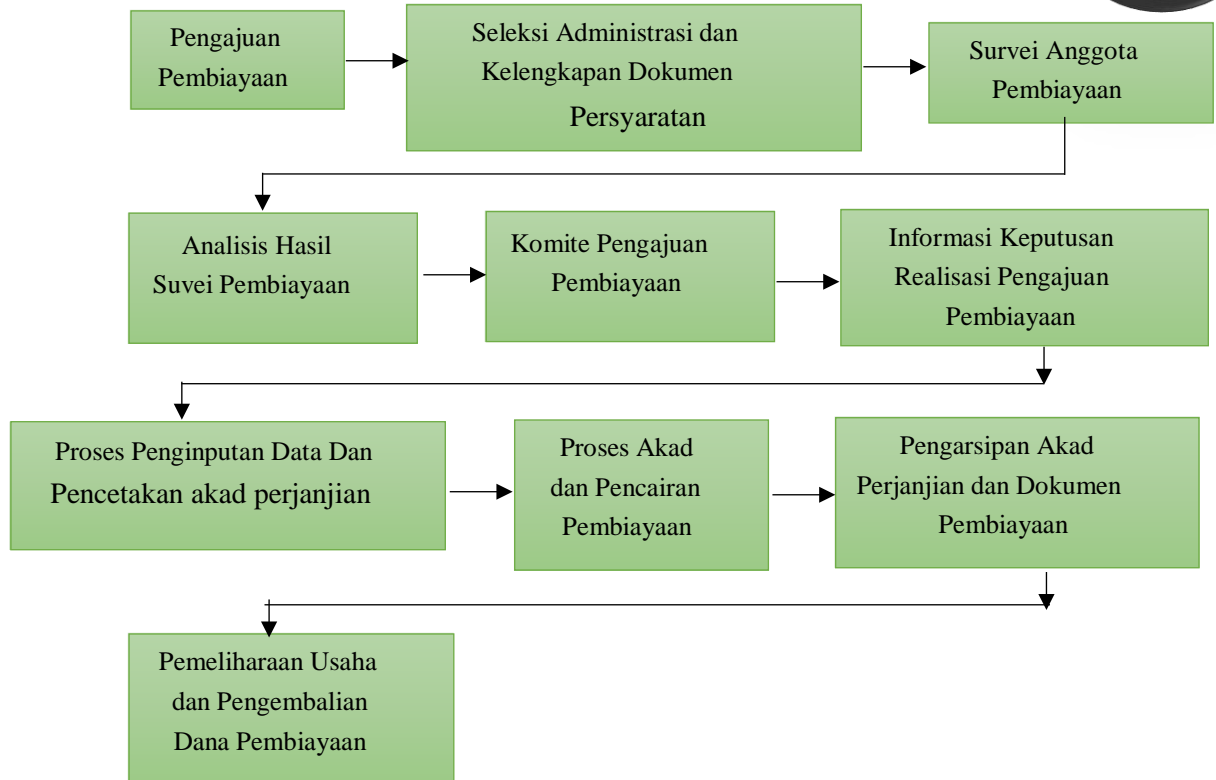 Pengajuan
Pembiayaan
Seleksi Administrasi dan
Kelengkapan Dokumen
Persyaratan
Survei Anggota
Pembiayaan
Analisis Hasil
Suvei Pembiayaan
Komite Pengajuan
Pembiayaan
Informasi Keputusan
Realisasi Pengajuan
Pembiayaan
Proses Penginputan Data Dan
Pencetakan akad perjanjian
Proses Akad
dan Pencairan
Pembiayaan
Pengarsipan Akad
Perjanjian dan Dokumen
Pembiayaan
Pemeliharaan Usaha
dan Pengembalian
Dana Pembiayaan